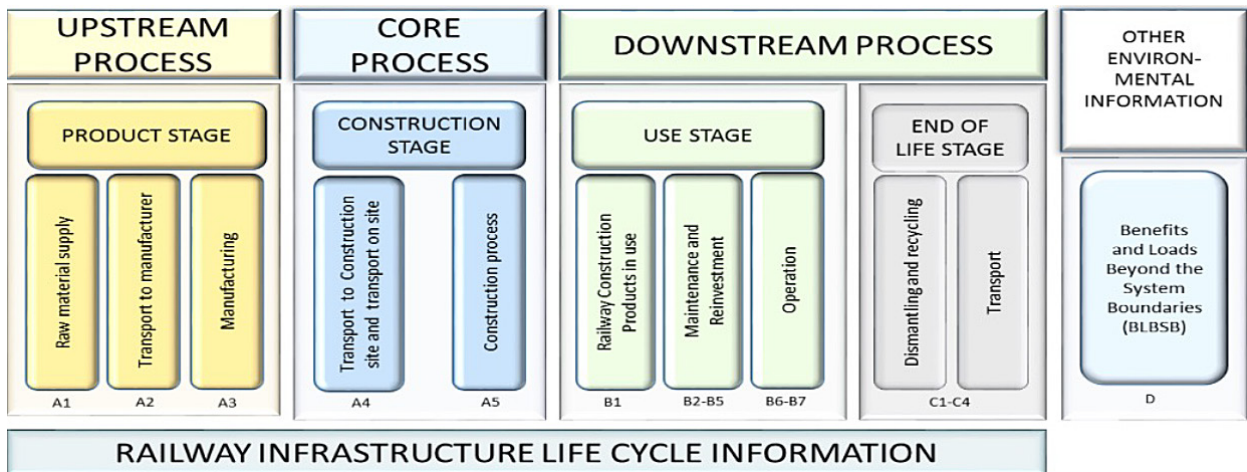 UPSTREAM
PROCESS
CORE
PROCESS
DOWNSTREAM PROCESS
OTHER
ENVIRON-
MENTAL
INFORMATION
PRODUCT STAGE
CONSTRUCTION
STAGE
USE STAGE
END OF
LIFE STAGE
Raw material supply
Transport to manufacturer
Manufacturing
Transport to Construction
site and transport on site
Construction process
Railway Construction
Products in use
Maintenance and
Reinvestment
Operation
Dismantling and recycling
Transport
Benefits
and Loads
Beyond the
System
Boundaries
(BLBSB)
A1
A2
A3
A4
A5
B1
B2-B5
B6-B7
C1-C4
D
RAILWAY INFRASTRUCTURE LIFE CYCLE INFORMATION